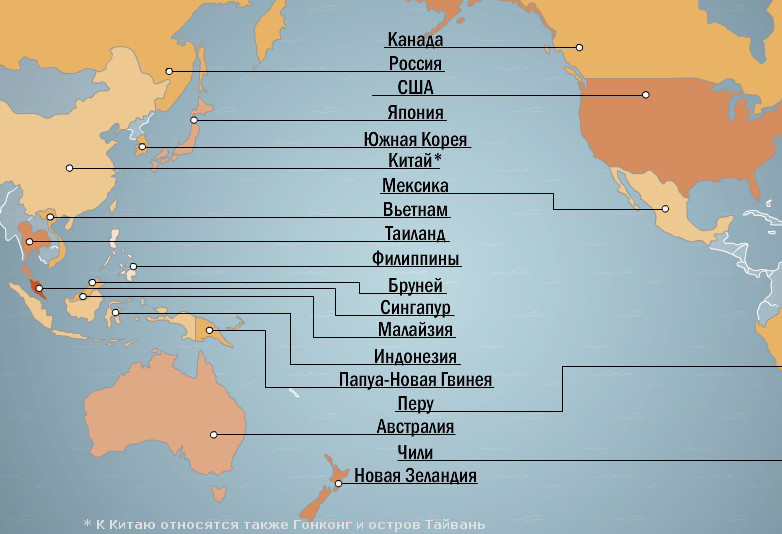 Канада
Россия
США
Япония
Южная Корея
Китай*
Мексика
Вьетнам
Таиланд
Филиппины
Бруней
Сингапур
Малайзия
Индонезия
Папуа-Новая Гвинея
Перу
Австралия
Чили
Новая Зеландия
* К Китаю относятся также Гонконг и остров Тайвань